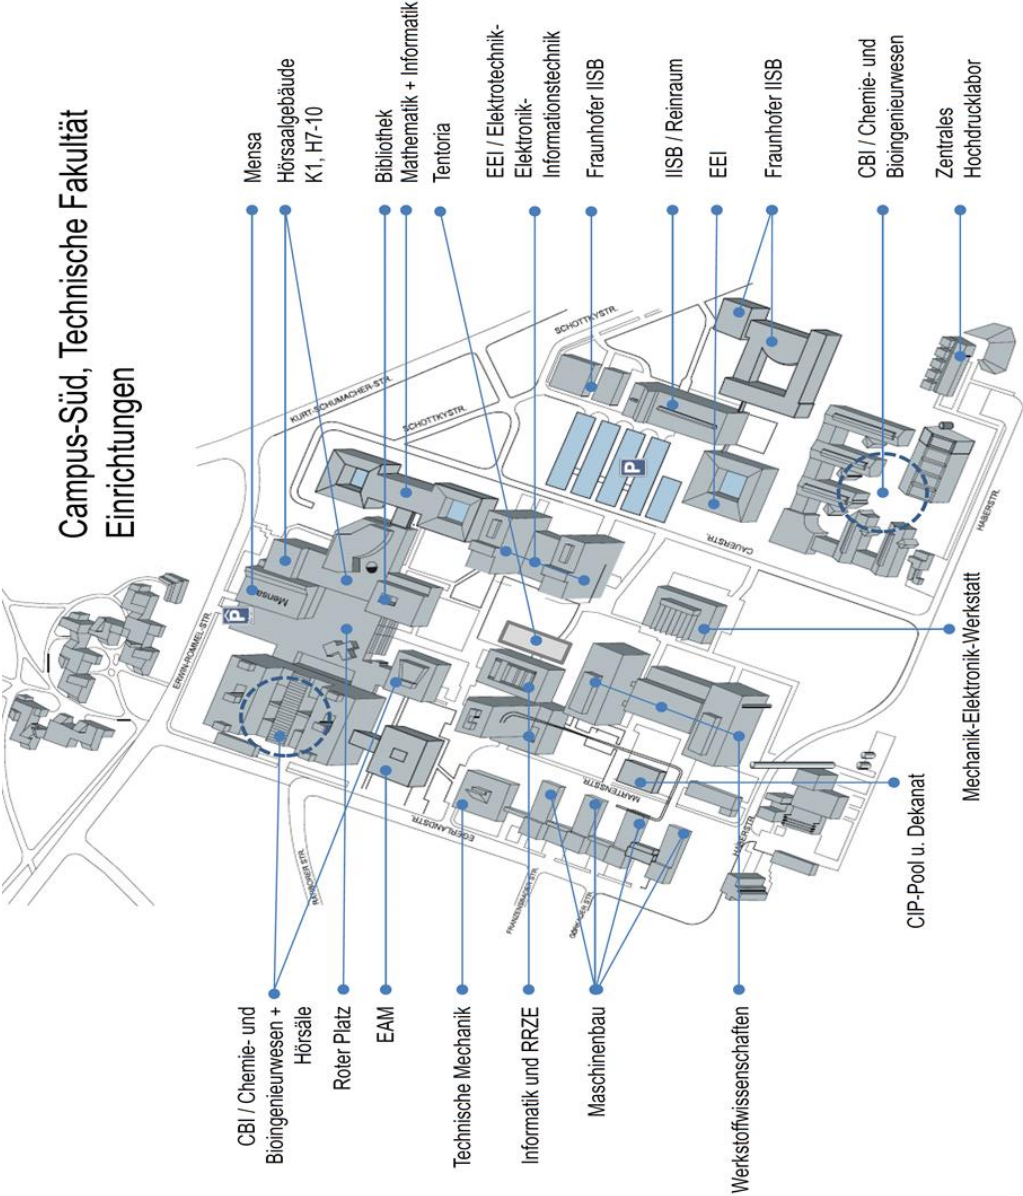 Campus-Süd, Technische Fakultät
Einrichtungen
Mensa
Hörsaalgebäude
K1, H7-10
Bibliothek
Mathematik + Informatik
Tentoria
EEI / Elektrotechnik-
Elektronik-
Informationstechnik
Fraunhofer IISB
IISB / Reinraum
EEI
Fraunhofer IISB
CBI / Chemie- und
Bioingenieurwesen
Zentrales
Hochdrucklabor
KURT-SCHUMACHER-STR.
SCHOTTKYSTR.
SCHOTTKYSTR.
ERWIN-ROMMEL-STR.
Mensa
P
P
CAUERSTR.
HABERSTR.
MARTENSSTR.
EGERLANDSTR.
HABERSTR.
FRANZENSBADER STR.
CBI / Chemie- und
Bioingenieurwesen +
Hörsäle
Roter Platz
EAM
Technische Mechanik
Informatik und RRZE
Maschinenbau
Werkstoffwissenschaften
CIP-Pool u. Dekanat
Mechanik-Elektronik-Werkstatt